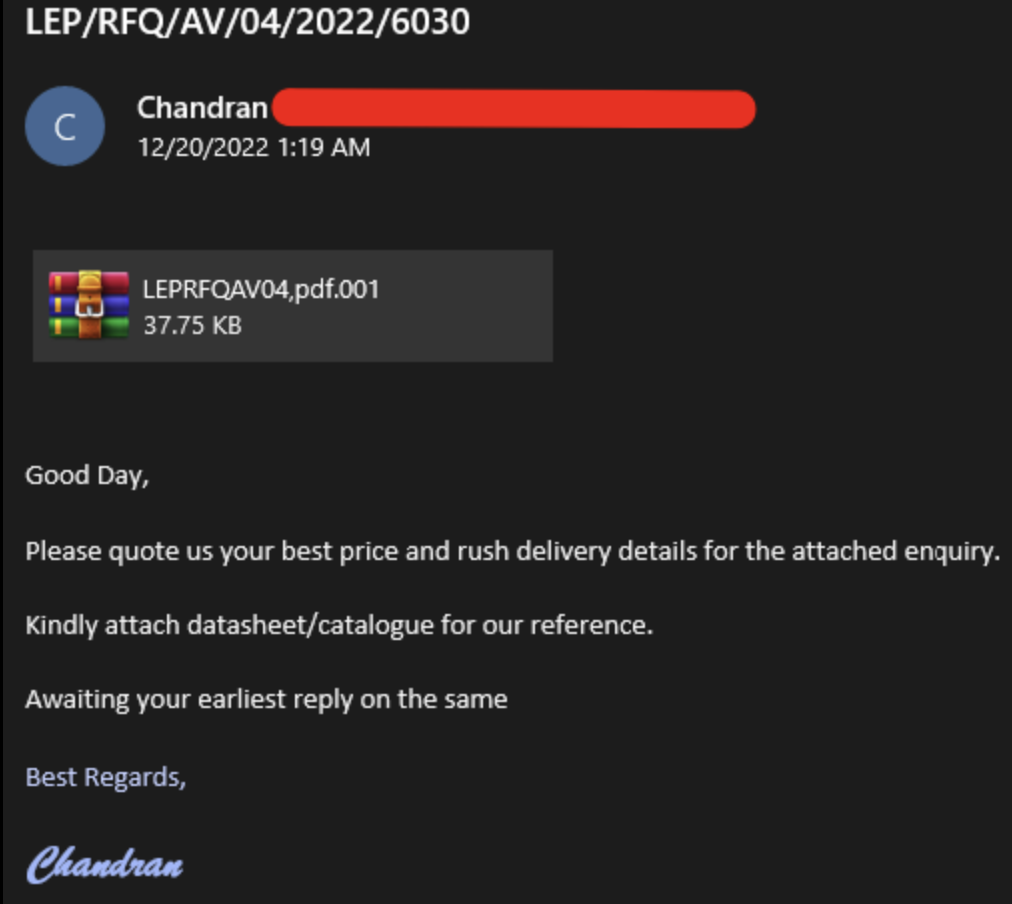 LEP/RFQ/AV/04/2022/6030
C
Chandran
12/20/2022 1:19 AM
LEPRFQAV04,pdf.001
37.75 KB
Good Day,
Please quote us your best price and rush delivery details for the attached enquiry.
Kindly attach datasheet/catalogue for our reference.
Awaiting your earliest reply on the same
Best Regards,
Chandran